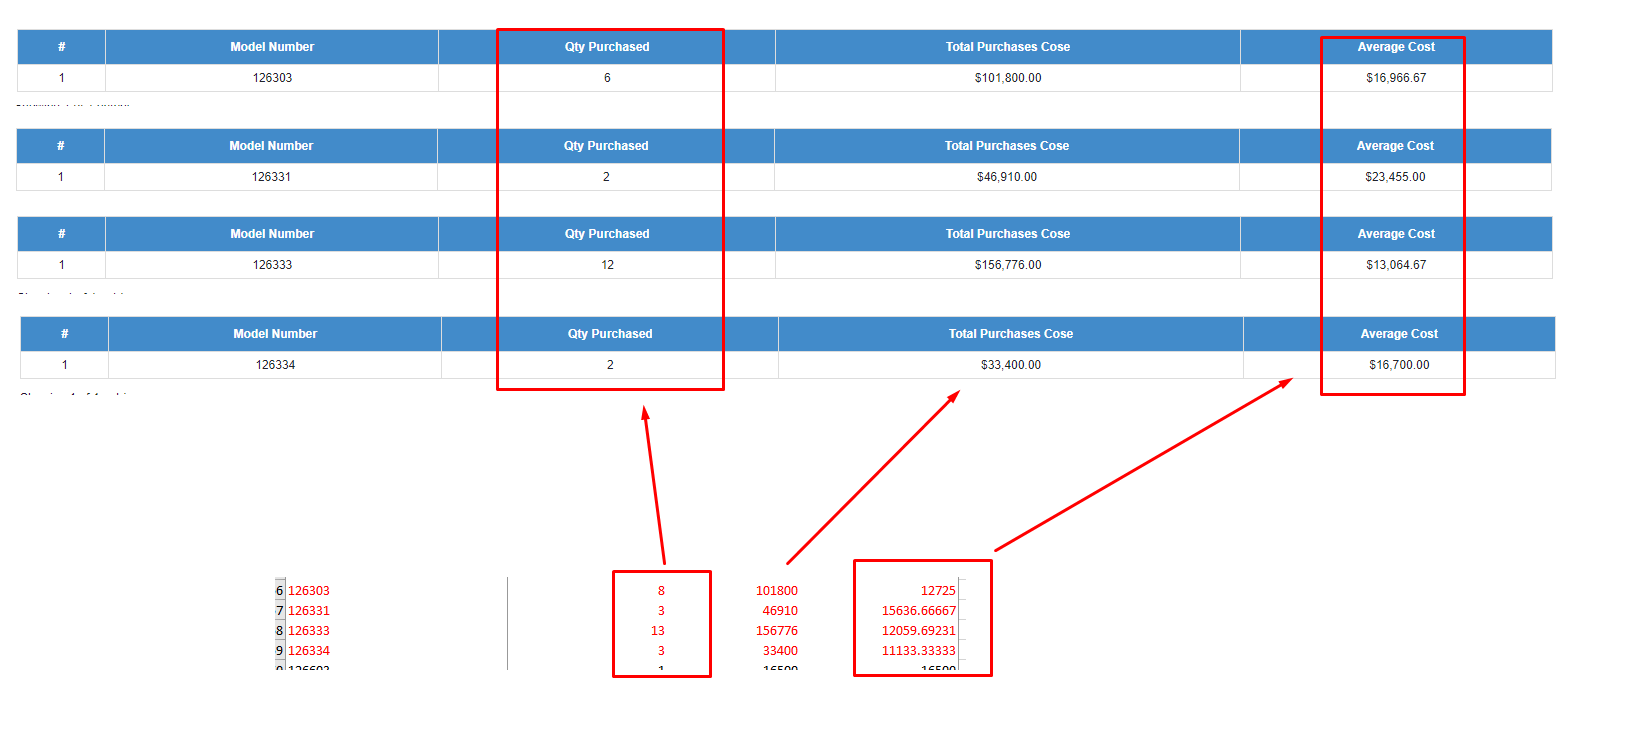 # Model Number Qty Purchased Total Purchases Cose Average Cost
1 126303 6 $101,800.00 $16,966.67
# Model Number Qty Purchased Total Purchases Cose Average Cost
1 126331 2 $46,910.00 $23,455.00
# Model Number Qty Purchased Total Purchases Cose Average Cost
1 126333 12 $156,776.00 $13,064.67
# Model Number Qty Purchased Total Purchases Cose Average Cost
1 126334 2 $33,400.00 $16,700.00
6 126303 8 101800 12725
7 126331 3 46910 15636.66667
8 126333 13 156776 12059.69231
9 126334 3 33400 11133.33333